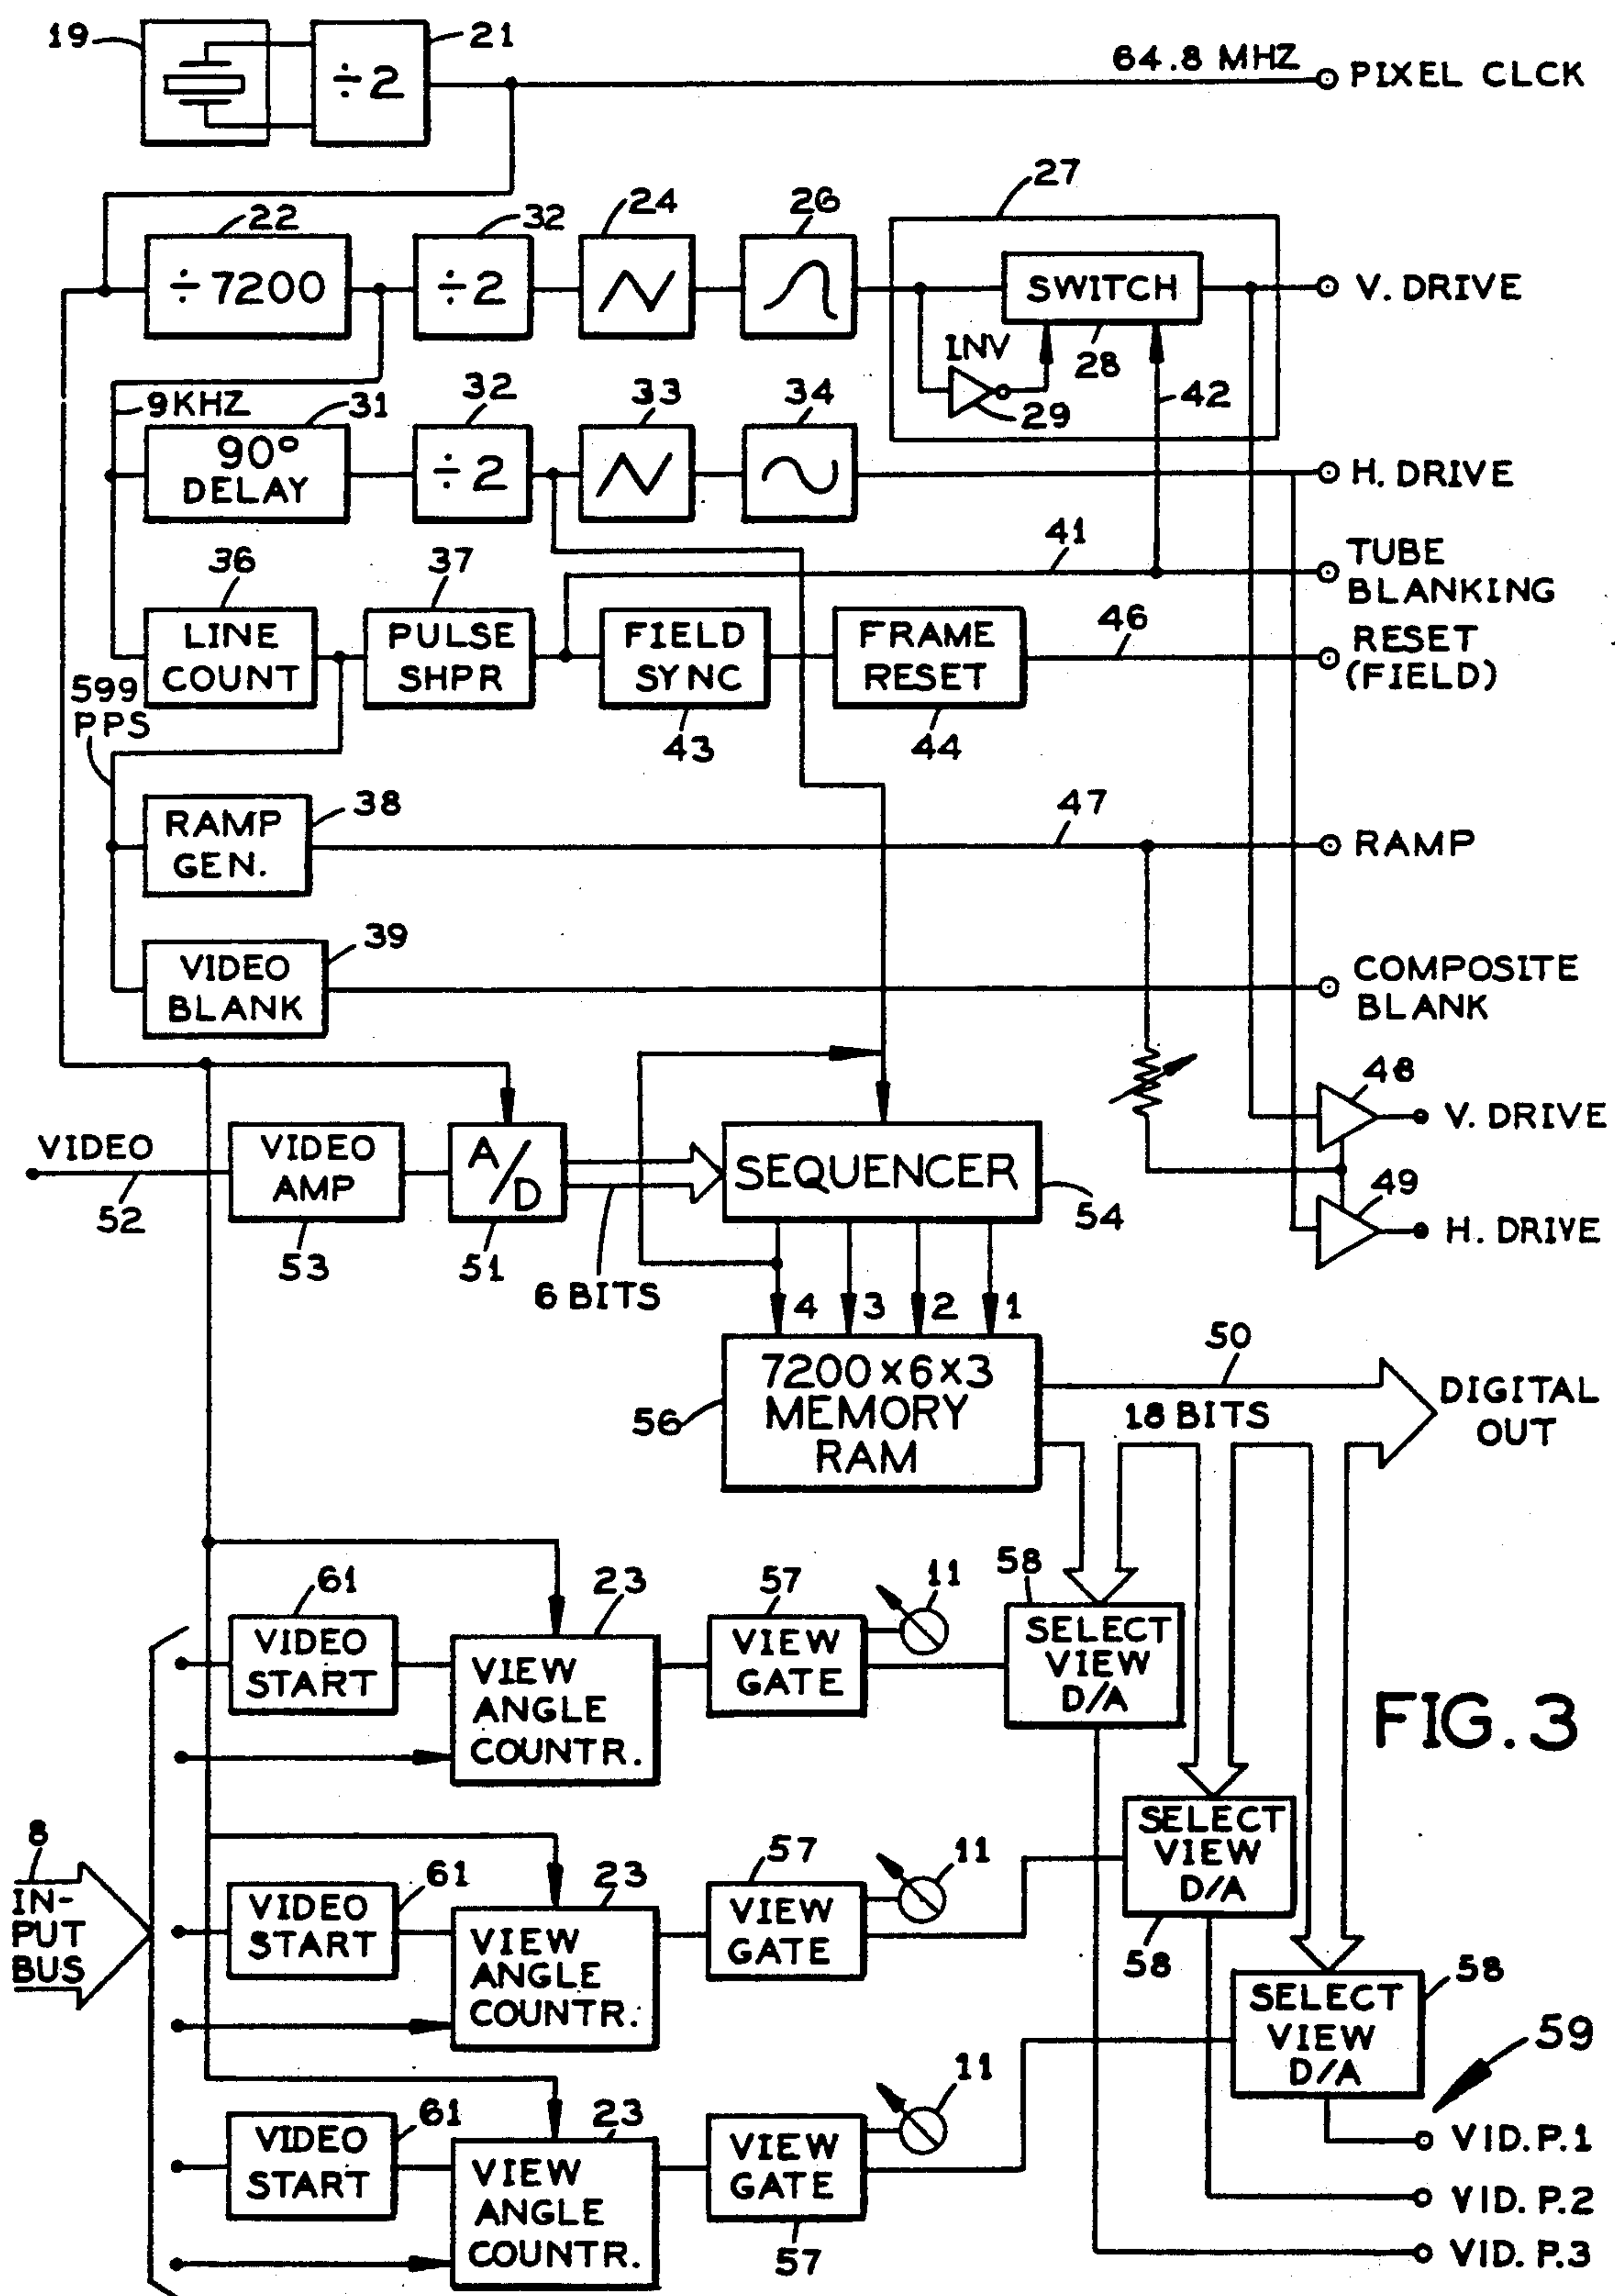 19
21
÷2
64.8 MHZ
PIXEL CLCK
22
32
24
26
27
÷7200
÷2
SWITCH
V. DRIVE
INV
28
29
42
9KHZ
31
32
33
34
90°
DELAY
÷2
H. DRIVE
41
TUBE
BLANKING
36
37
LINE
COUNT
PULSE
SHPR
FIELD
SYNC
FRAME
RESET
46
RESET
(FIELD)
599
PPS
43
44
38
RAMP
GEN.
47
RAMP
39
VIDEO
BLANK
COMPOSITE
BLANK
48
V. DRIVE
VIDEO
52
VIDEO
AMP
53
A/D
51
6 BITS
SEQUENCER
54
49
H. DRIVE
4
3
2
1
7200×6×3
MEMORY
RAM
56
50
18 BITS
DIGITAL
OUT
61
VIDEO
START
23
VIEW
ANGLE
COUNTR.
57
VIEW
GATE
11
58
SELECT
VIEW
D/A
FIG. 3
8
IN-
PUT
BUS
61
VIDEO
START
23
VIEW
ANGLE
COUNTR.
57
VIEW
GATE
11
SELECT
VIEW
D/A
58
58
SELECT
VIEW
D/A
59
61
VIDEO
START
23
VIEW
ANGLE
COUNTR.
VIEW
GATE
57
11
VID. P.1
VID. P.2
VID. P.3